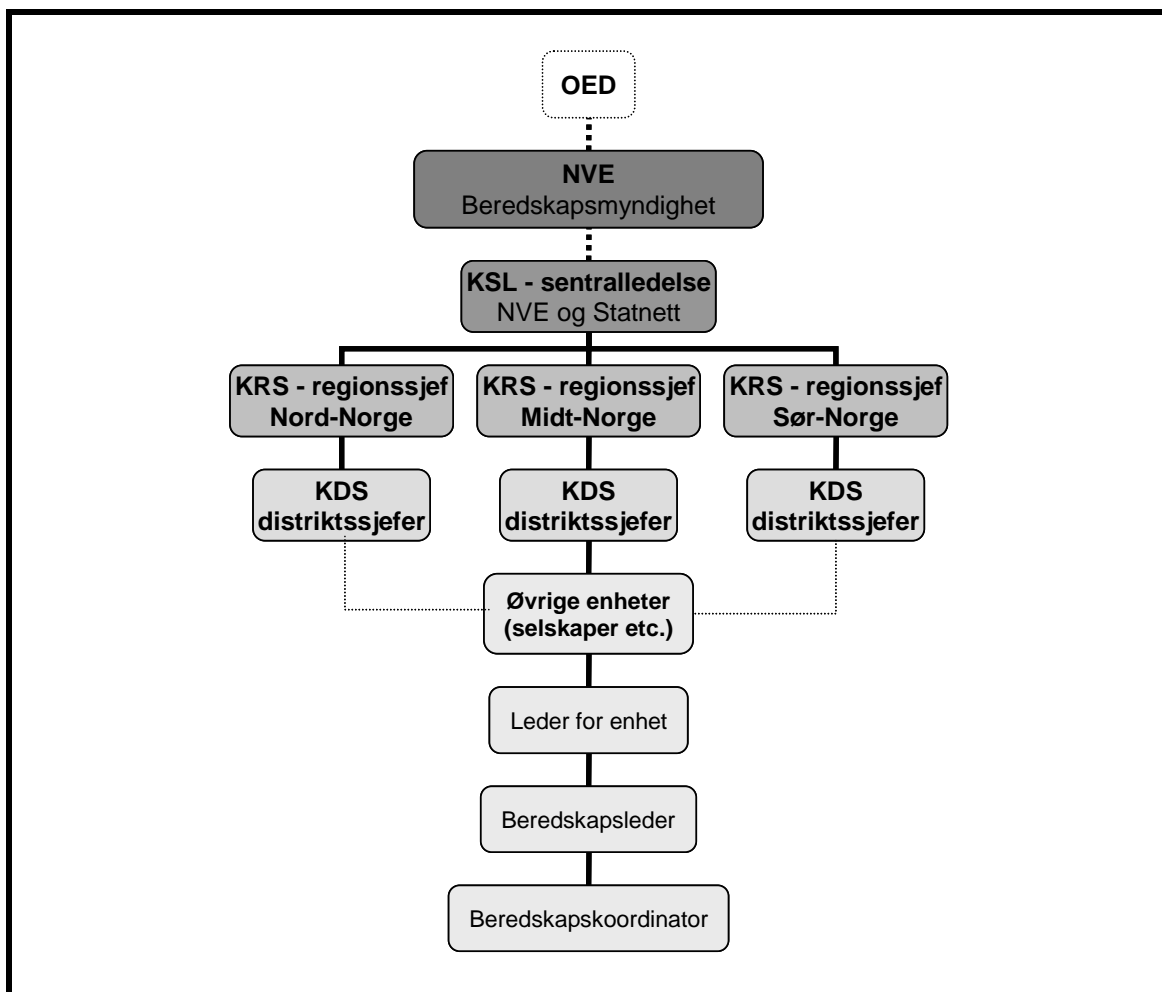 OED
NVE
Beredskapsmyndighet
KSL - sentralledelse
NVE og Statnett
KRS - regionssjef
Nord-Norge
KRS - regionssjef
Midt-Norge
KRS - regionssjef
Sør-Norge
KDS
distriktssjefer
KDS
distriktssjefer
KDS
distriktssjefer
Øvrige enheter
(selskaper etc.)
Leder for enhet
Beredskapsleder
Beredskapskoordinator